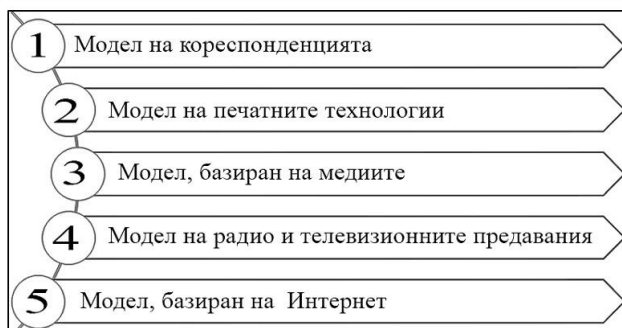 1 Модел на кореспонденцията
2 Модел на печатните технологии
3 Модел, базиран на медиите
4 Модел на радио и телевизионните предавания
5 Модел, базиран на Интернет